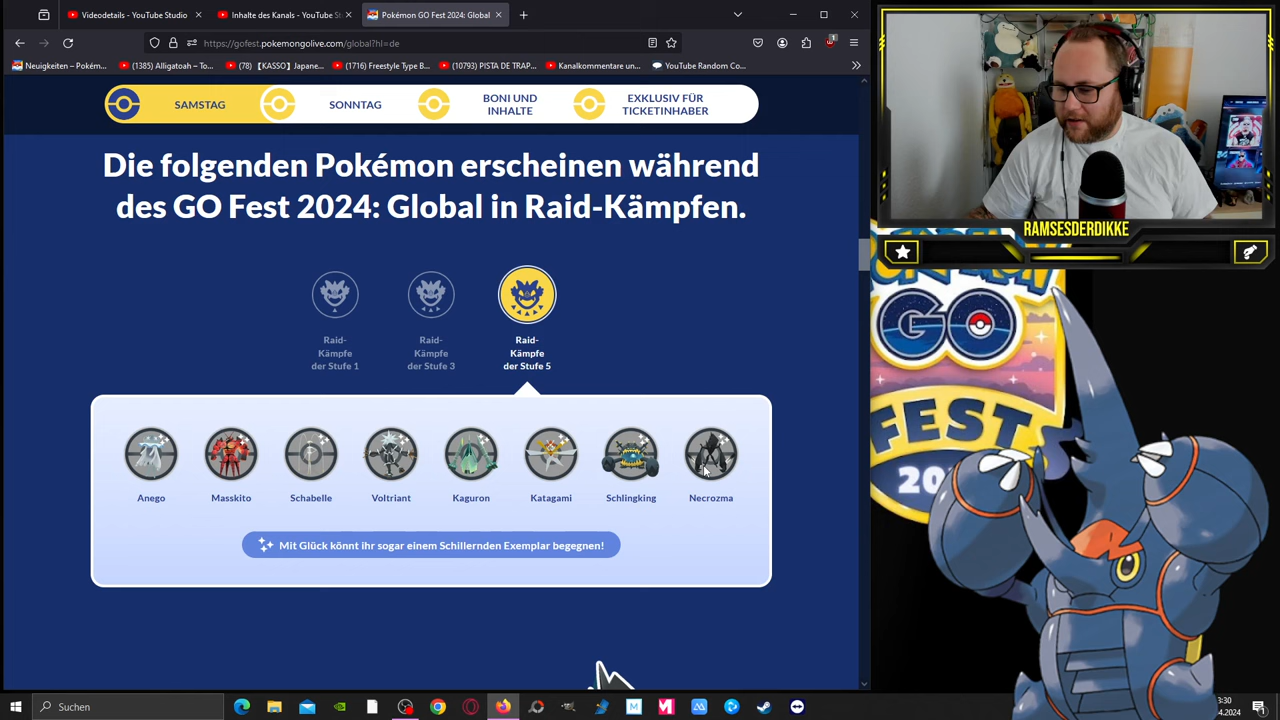 Videodetails - YouTube Studio
Inhalte des Kanals - YouTube St
Pokémon GO Fest 2024: Global
https://gofest.pokemongolive.com/global?hl=de
Neuigkeiten – Pokém...
(1385) Alligatoah – To...
(78) 【KASSO】Japane...
(1716) Freestyle Type B...
(10793) PISTA DE TRAP...
Kanalkommentare un...
YouTube Random Co...
SAMSTAG
SONNTAG
BONI UND
INHALTE
EXKLUSIV FÜR
TICKETINHABER
Die folgenden Pokémon erscheinen während
des GO Fest 2024: Global in Raid-Kämpfen.
Raid-
Kämpfe
der Stufe 1
Raid-
Kämpfe
der Stufe 3
Raid-
Kämpfe
der Stufe 5
Anego
Masskito
Schabelle
Voltriant
Kaguron
Katagami
Schlingking
Necrozma
Mit Glück könnt ihr sogar einem Schillernden Exemplar begegnen!
RAMSESDERDIKKE
GO
FEST
Suchen
3:30
.2024